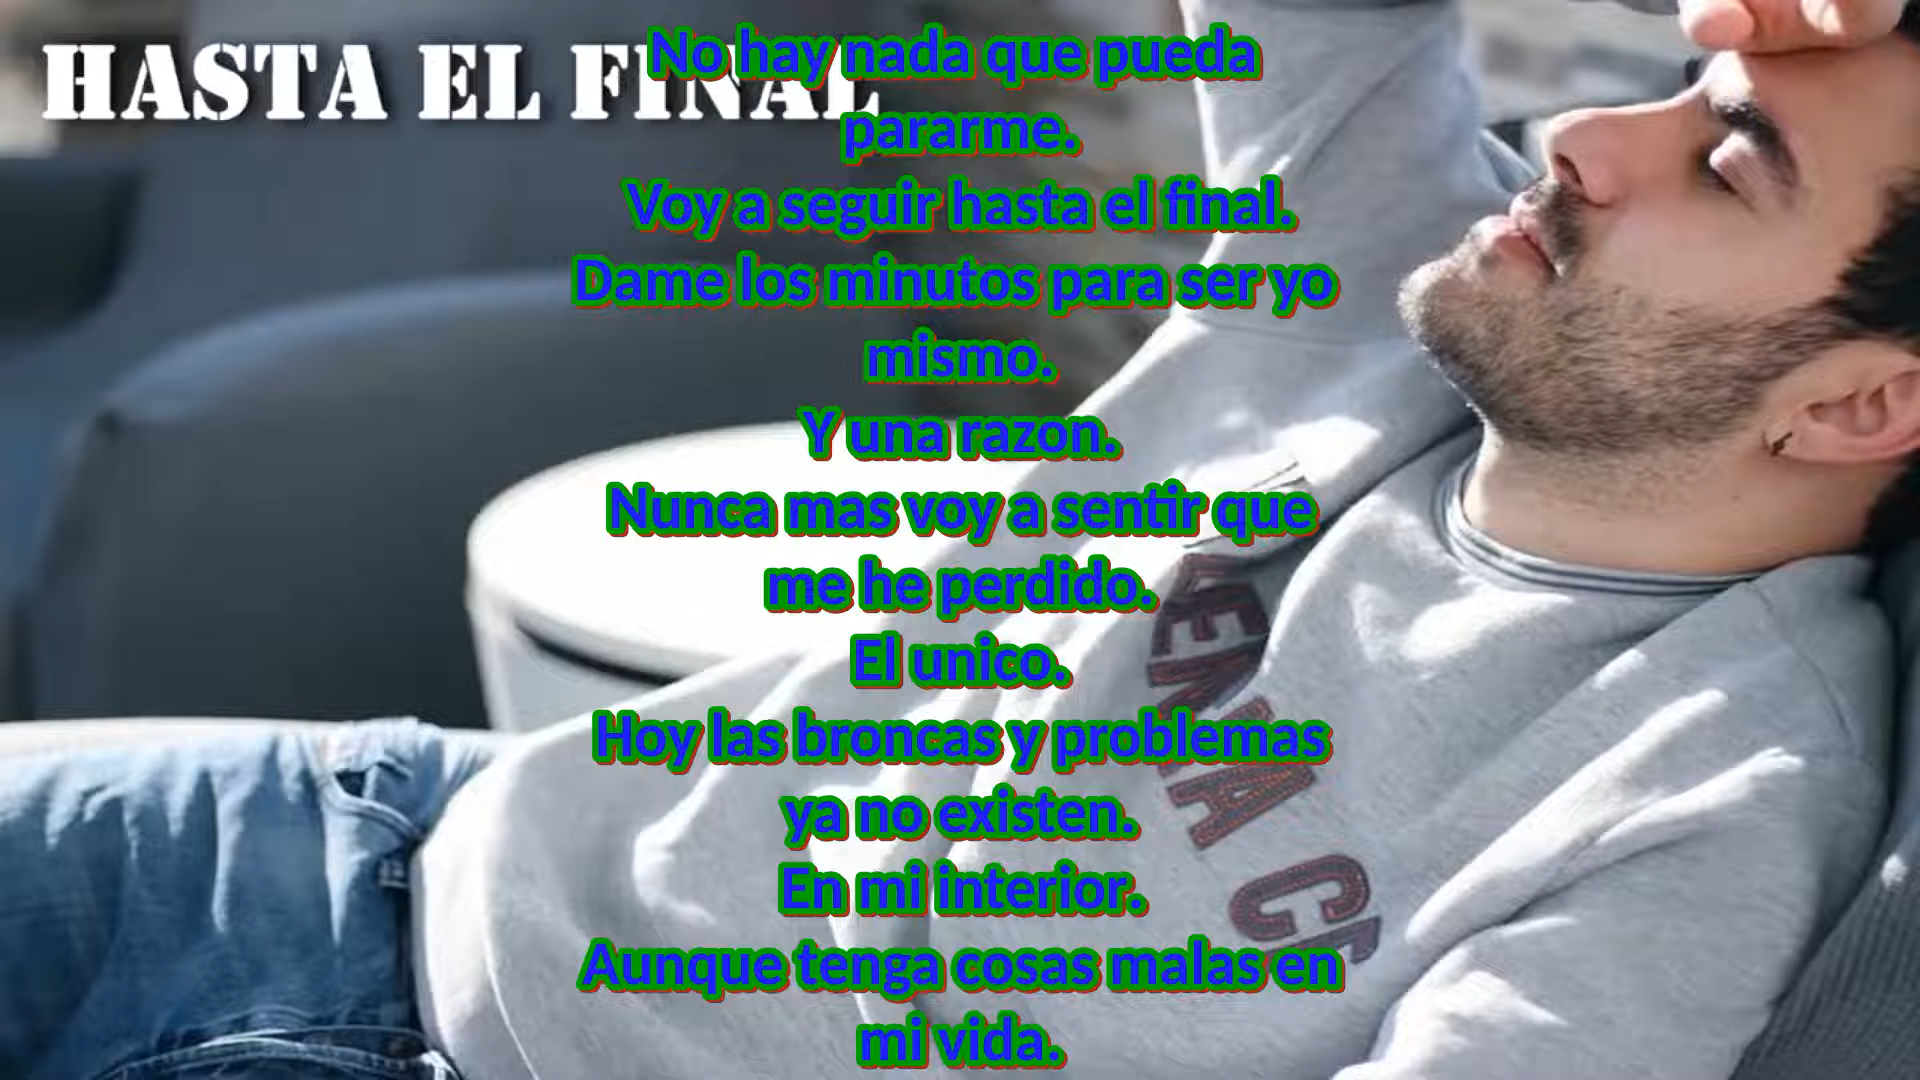 HASTA EL FINAL
No hay nada que pueda
pararme.
Voy a seguir hasta el final.
Dame los minutos para ser yo
mismo.
Y una razon.
Nunca mas voy a sentir que
me he perdido.
El unico.
Hoy las broncas y problemas
ya no existen.
En mi interior.
Aunque tenga cosas malas en
mi vida.